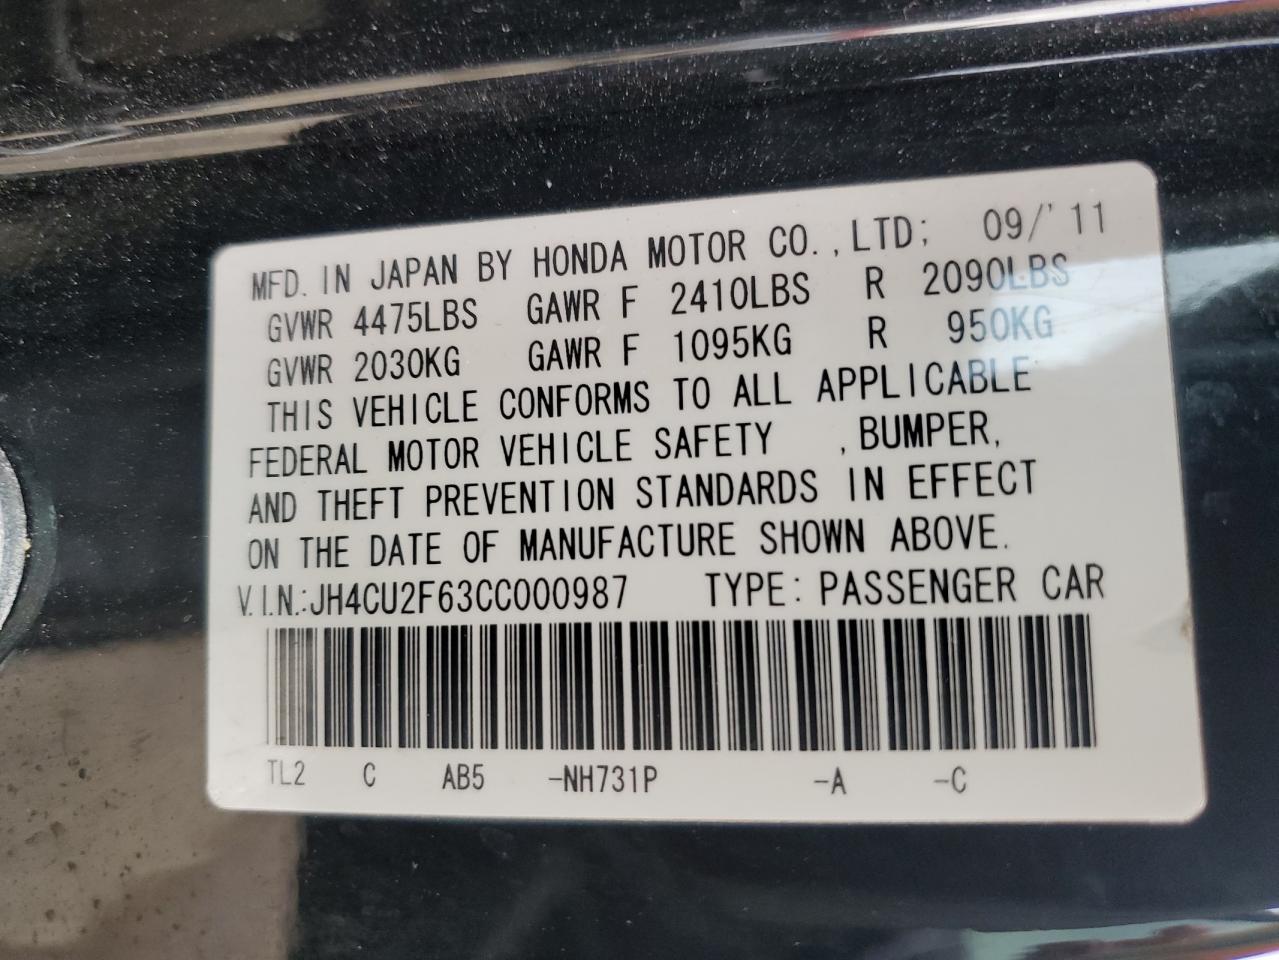 MFD. IN JAPAN BY HONDA MOTOR CO., LTD; 09/'11
GVWR 4475LBS GAWR F 2410LBS R 2090LBS
GVWR 2030KG GAWR F 1095KG R 950KG
THIS VEHICLE CONFORMS TO ALL APPLICABLE
FEDERAL MOTOR VEHICLE SAFETY , BUMPER,
AND THEFT PREVENTION STANDARDS IN EFFECT
ON THE DATE OF MANUFACTURE SHOWN ABOVE.
V.I.N.:JH4CU2F63CC000987 TYPE: PASSENGER CAR
TL2 C AB5 -NH731P -A -C